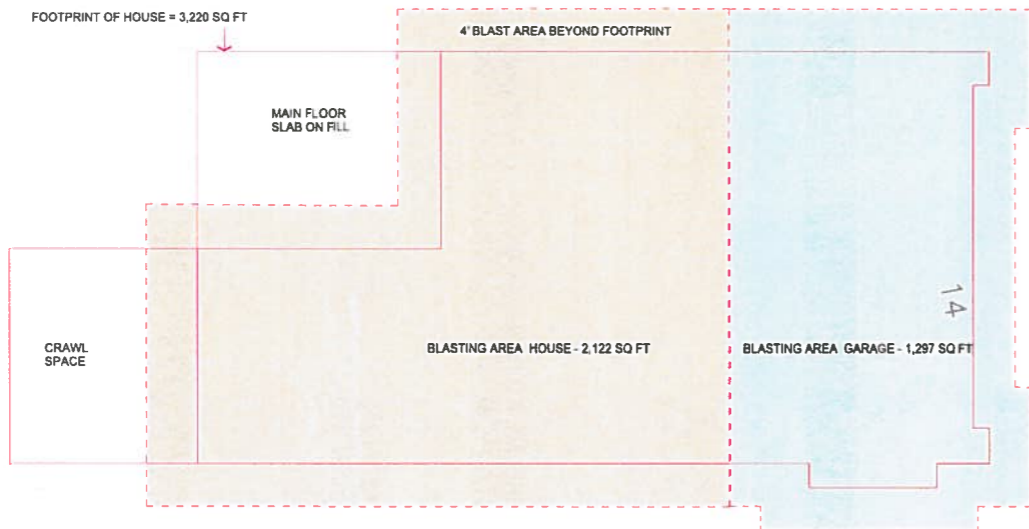 FOOTPRINT OF HOUSE = 3,220 SQ FT
4' BLAST AREA BEYOND FOOTPRINT
MAIN FLOOR
SLAB ON FILL
14
CRAWL
SPACE
BLASTING AREA HOUSE - 2,122 SQ FT
BLASTING AREA GARAGE - 1,297 SQ FT